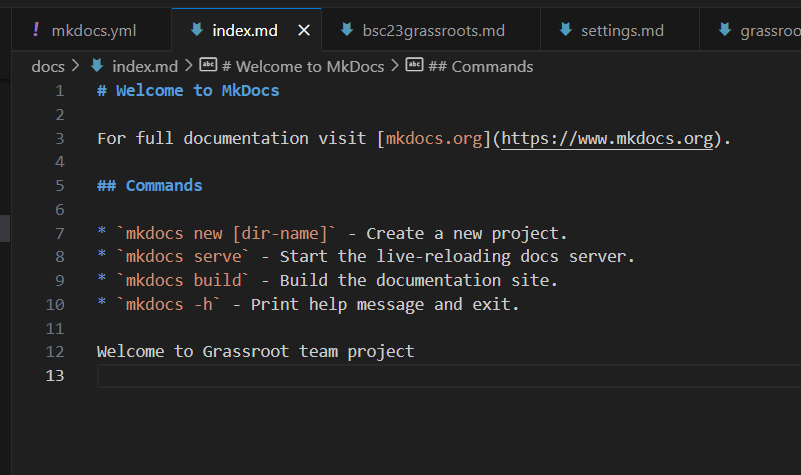 mkdocs.yml index.md bsc23grassroots.md settings.md grassroo
docs > index.md > # Welcome to MkDocs > ## Commands
1 # Welcome to MkDocs
2
3 For full documentation visit [mkdocs.org](https://www.mkdocs.org).
4
5 ## Commands
6
7 * `mkdocs new [dir-name]` - Create a new project.
8 * `mkdocs serve` - Start the live-reloading docs server.
9 * `mkdocs build` - Build the documentation site.
10 * `mkdocs -h` - Print help message and exit.
11
12 Welcome to Grassroot team project
13